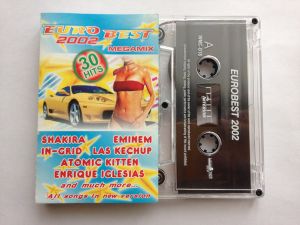 EURO BEST
2002
MEGAMIX
30
HITS
SHAKIRA EMINEM
IN-GRID LAS KECHUP
ATOMIC KITTEN
ENRIQUE IGLESIAS
and much more...
All songs in new version
A
EUROBEST 2002